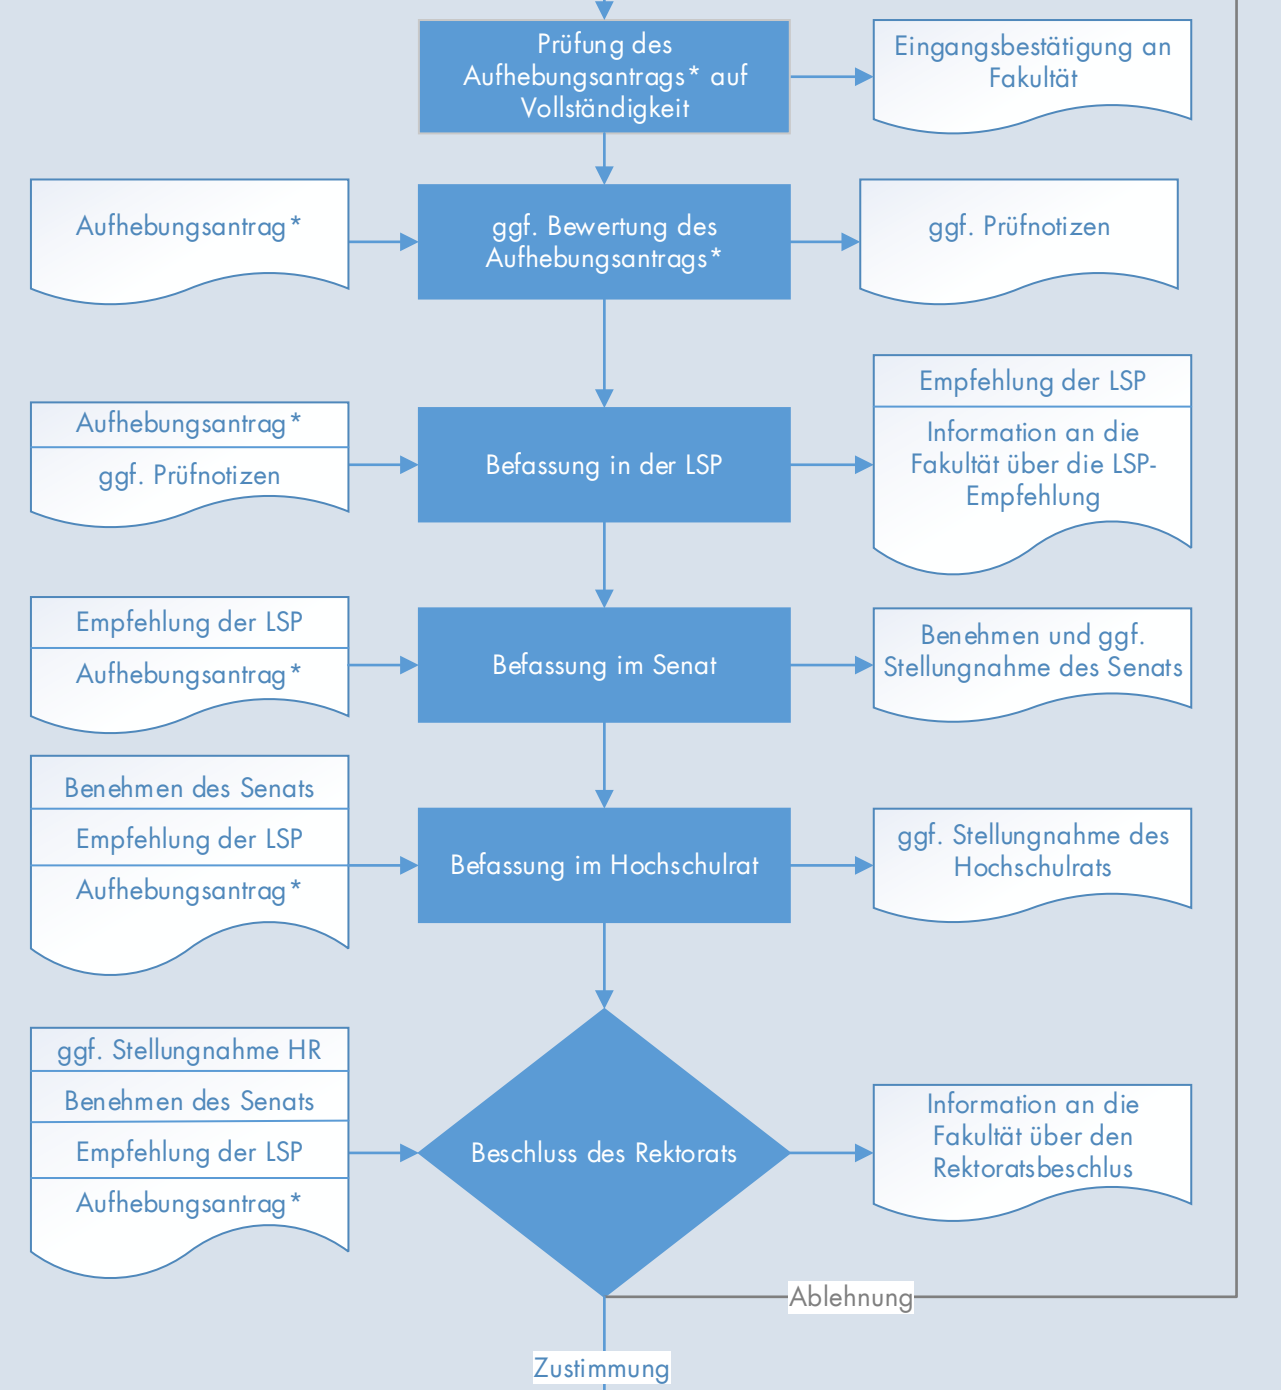 Prüfung des
Aufhebungsantrags* auf
Vollständigkeit
Eingangsbestätigung an
Fakultät
Aufhebungsantrag*
ggf. Bewertung des
Aufhebungsantrags*
ggf. Prüfnotizen
Aufhebungsantrag*
ggf. Prüfnotizen
Befassung in der LSP
Empfehlung der LSP
Information an die
Fakultät über die LSP-
Empfehlung
Empfehlung der LSP
Aufhebungsantrag*
Befassung im Senat
Benehmen und ggf.
Stellungnahme des Senats
Benehmen des Senats
Empfehlung der LSP
Aufhebungsantrag*
Befassung im Hochschulrat
ggf. Stellungnahme des
Hochschulrats
ggf. Stellungnahme HR
Benehmen des Senats
Empfehlung der LSP
Aufhebungsantrag*
Beschluss des Rektorats
Information an die
Fakultät über den
Rektoratsbeschlus
Ablehnung
Zustimmung